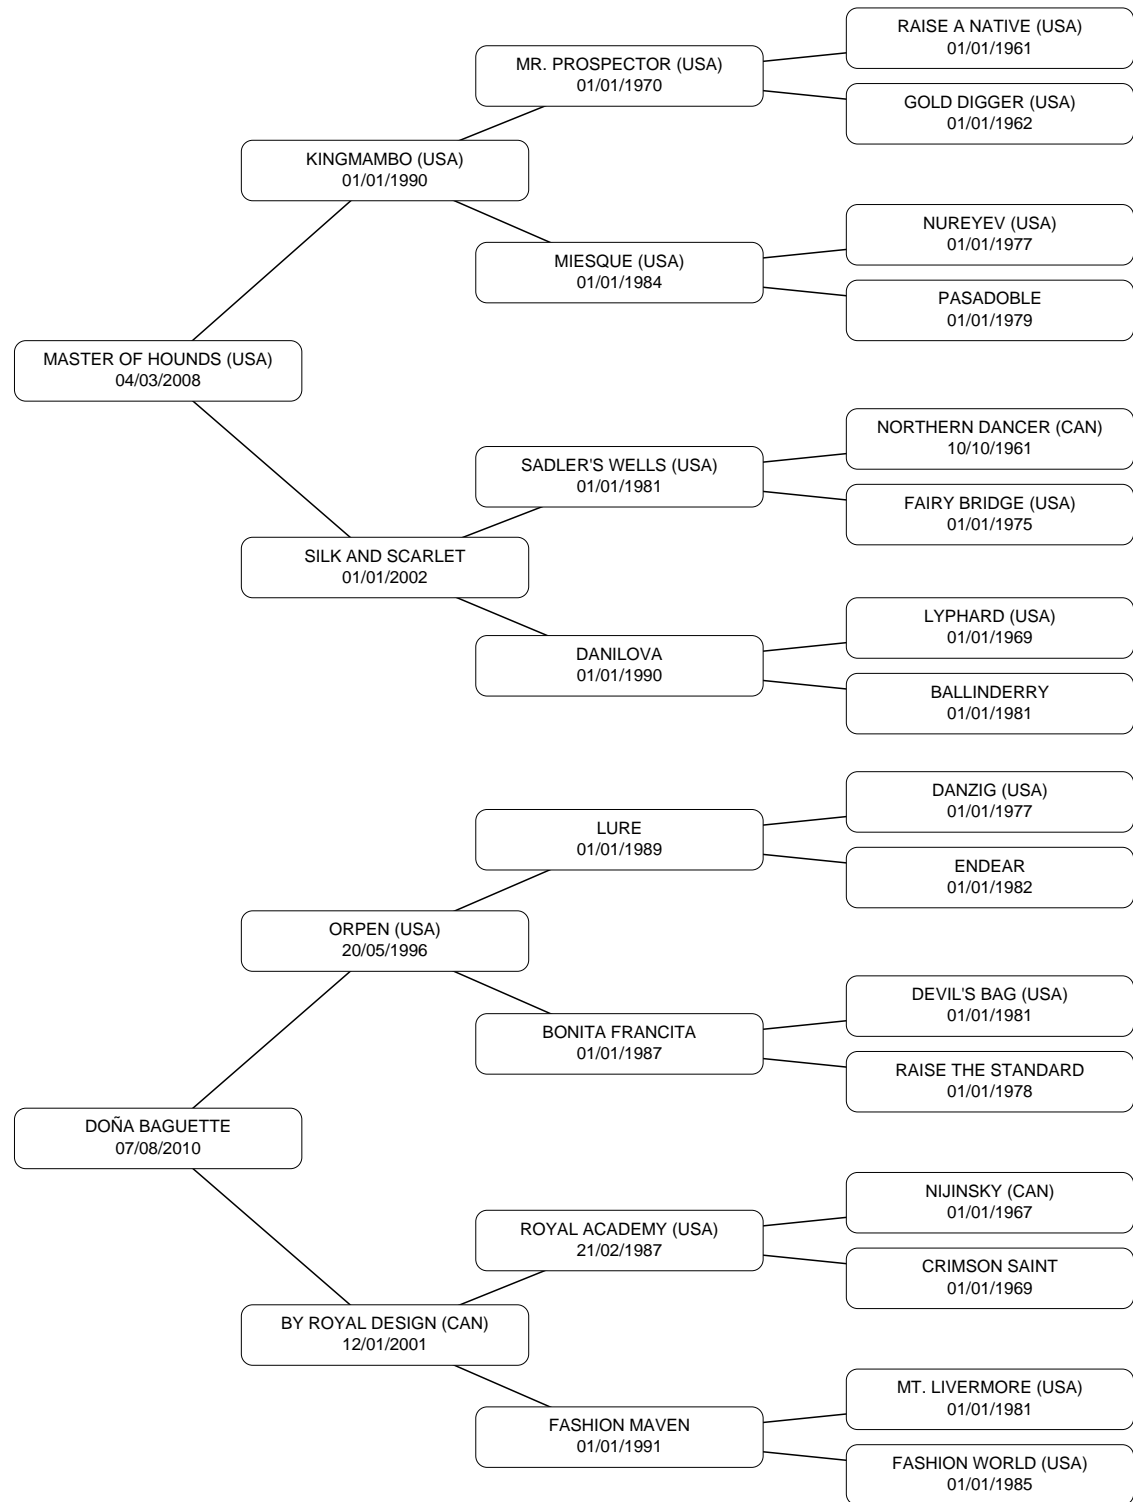 RAISE A NATIVE (USA)
01/01/1961
MR. PROSPECTOR (USA)
01/01/1970
GOLD DIGGER (USA)
01/01/1962
KINGMAMBO (USA)
01/01/1990
NUREYEV (USA)
01/01/1977
MIESQUE (USA)
01/01/1984
PASADOBLE
01/01/1979
MASTER OF HOUNDS (USA)
04/03/2008
NORTHERN DANCER (CAN)
10/10/1961
SADLER'S WELLS (USA)
01/01/1981
FAIRY BRIDGE (USA)
01/01/1975
SILK AND SCARLET
01/01/2002
LYPHARD (USA)
01/01/1969
DANILOVA
01/01/1990
BALLINDERRY
01/01/1981
DANZIG (USA)
01/01/1977
LURE
01/01/1989
ENDEAR
01/01/1982
ORPEN (USA)
20/05/1996
DEVIL'S BAG (USA)
01/01/1981
BONITA FRANCITA
01/01/1987
RAISE THE STANDARD
01/01/1978
DOÑA BAGUETTE
07/08/2010
NIJINSKY (CAN)
01/01/1967
ROYAL ACADEMY (USA)
21/02/1987
CRIMSON SAINT
01/01/1969
BY ROYAL DESIGN (CAN)
12/01/2001
MT. LIVERMORE (USA)
01/01/1981
FASHION MAVEN
01/01/1991
FASHION WORLD (USA)
01/01/1985